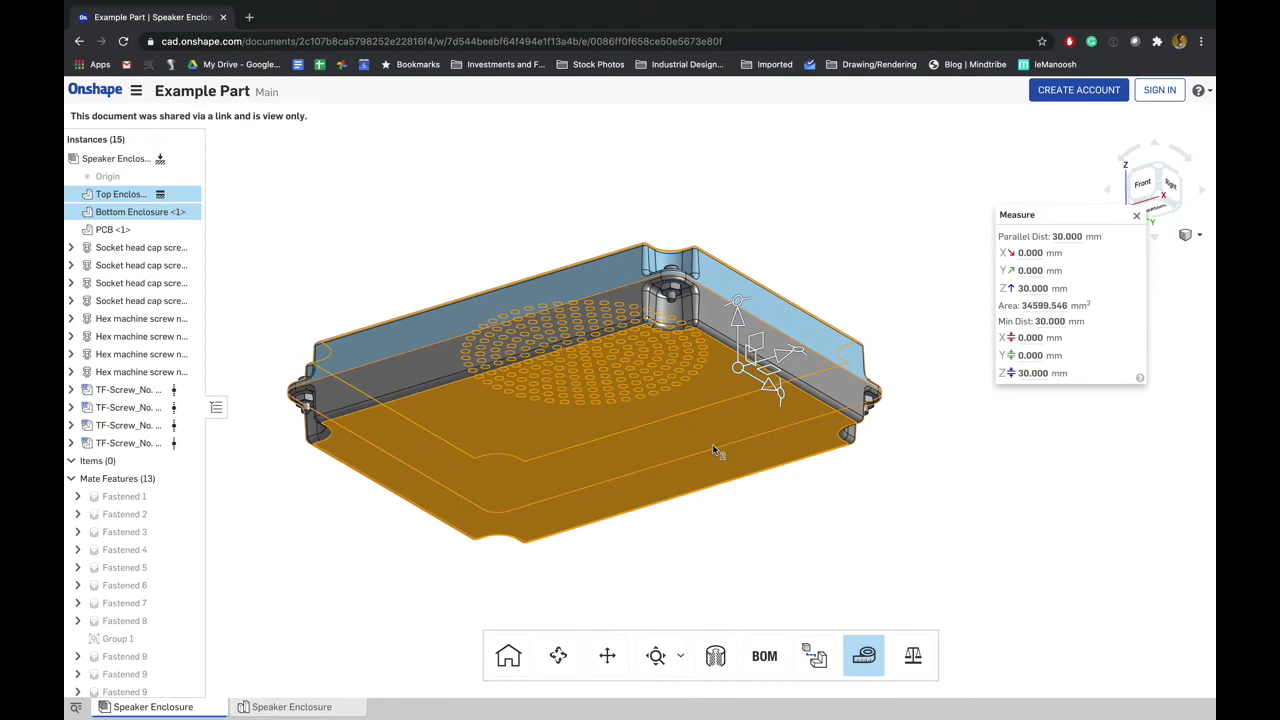 Example Part | Speaker Enclos
cad.onshape.com/documents/2c107b8ca5798252e22816f4/w/7d544beebf64f494e1f13a4b/e/0086ff0f658ce50e5673e80f
Apps
My Drive - Google...
Bookmarks
Investments and F...
Stock Photos
Industrial Design...
Imported
Drawing/Rendering
Blog | Mindtribe
leManoosh
Onshape
Example Part Main
CREATE ACCOUNT
SIGN IN
This document was shared via a link and is view only.
Instances (15)
Speaker Enclos...
Origin
Top Enclos...
Bottom Enclosure <1>
PCB <1>
Socket head cap scre...
Socket head cap scre...
Socket head cap scre...
Socket head cap scre...
Hex machine screw n...
Hex machine screw n...
Hex machine screw n...
Hex machine screw n...
TF-Screw_No. ...
TF-Screw_No. ...
TF-Screw_No. ...
TF-Screw_No. ...
Items (0)
Mate Features (13)
Fastened 1
Fastened 2
Fastened 3
Fastened 4
Fastened 5
Fastened 6
Fastened 7
Fastened 8
Group 1
Fastened 9
Fastened 9
Fastened 9
Z
Front
Right
X
Y
Measure
Parallel Dist: 30.000 mm
X 0.000 mm
Y 0.000 mm
Z 30.000 mm
Area: 34599.546 mm²
Min Dist: 30.000 mm
X 0.000 mm
Y 0.000 mm
Z 30.000 mm
2
BOM
Speaker Enclosure
Speaker Enclosure